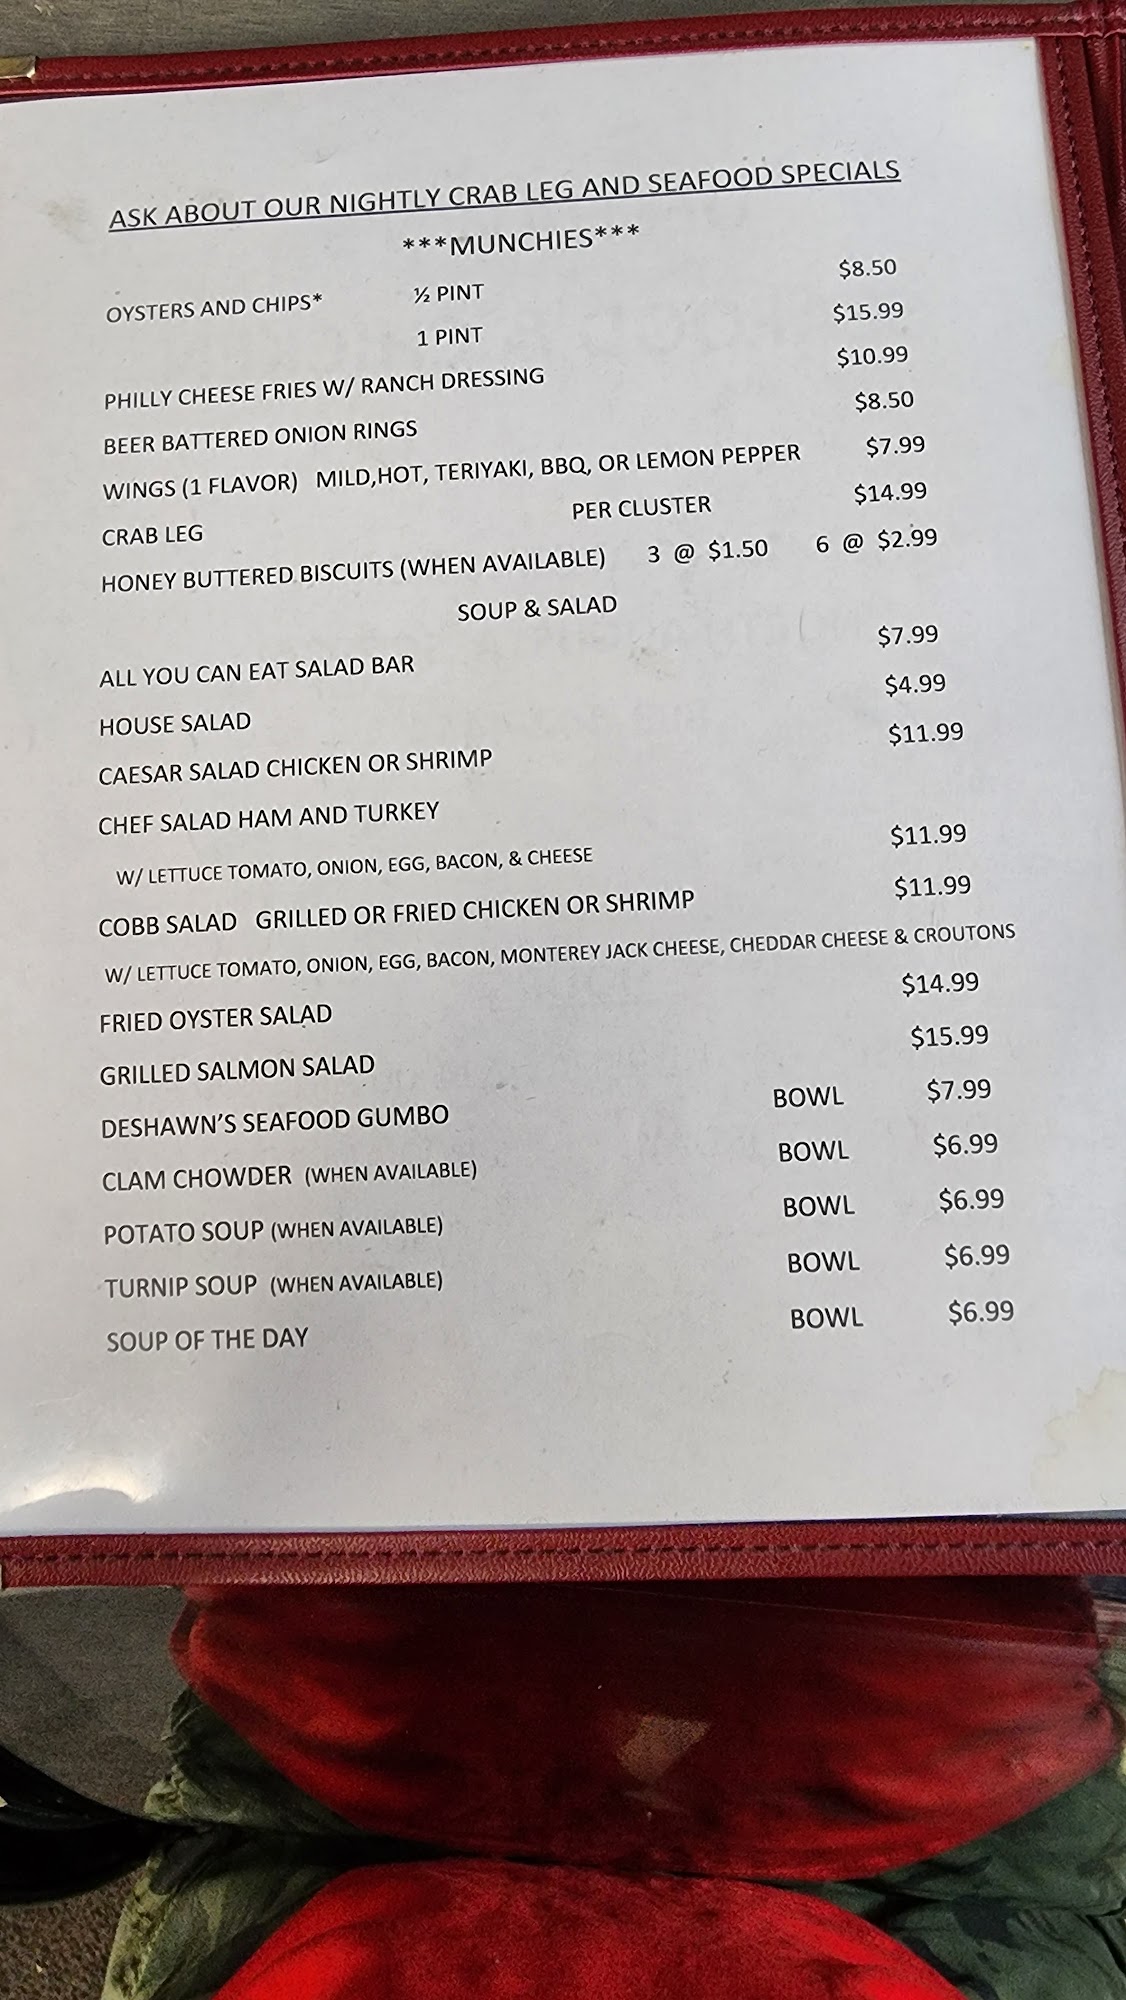 ASK ABOUT OUR NIGHTLY CRAB LEG AND SEAFOOD SPECIALS
***MUNCHIES***
OYSTERS AND CHIPS* ½ PINT $8.50
1 PINT $15.99
PHILLY CHEESE FRIES W/ RANCH DRESSING $10.99
BEER BATTERED ONION RINGS $8.50
WINGS (1 FLAVOR) MILD,HOT, TERIYAKI, BBQ, OR LEMON PEPPER $7.99
CRAB LEG PER CLUSTER $14.99
HONEY BUTTERED BISCUITS (WHEN AVAILABLE) 3 @ $1.50 6 @ $2.99
SOUP & SALAD
ALL YOU CAN EAT SALAD BAR $7.99
HOUSE SALAD $4.99
CAESAR SALAD CHICKEN OR SHRIMP $11.99
CHEF SALAD HAM AND TURKEY
W/ LETTUCE TOMATO, ONION, EGG, BACON, & CHEESE $11.99
COBB SALAD GRILLED OR FRIED CHICKEN OR SHRIMP $11.99
W/ LETTUCE TOMATO, ONION, EGG, BACON, MONTEREY JACK CHEESE, CHEDDAR CHEESE & CROUTONS
FRIED OYSTER SALAD $14.99
GRILLED SALMON SALAD $15.99
DESHAWN'S SEAFOOD GUMBO BOWL $7.99
CLAM CHOWDER (WHEN AVAILABLE) BOWL $6.99
POTATO SOUP (WHEN AVAILABLE) BOWL $6.99
TURNIP SOUP (WHEN AVAILABLE) BOWL $6.99
SOUP OF THE DAY BOWL $6.99